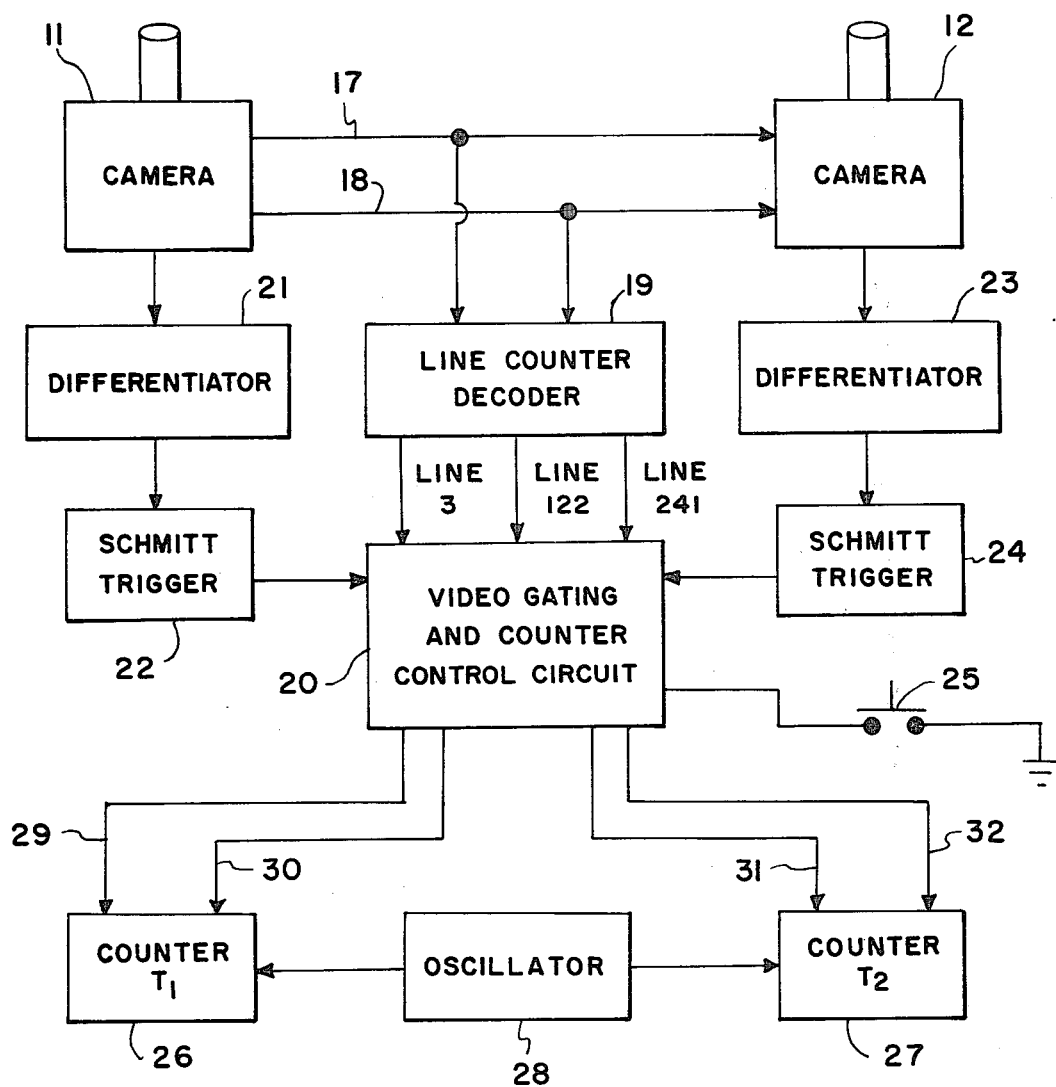 11
12
17
CAMERA
CAMERA
18
21
19
23
DIFFERENTIATOR
LINE COUNTER
DECODER
DIFFERENTIATOR
LINE
3
LINE
122
LINE
241
SCHMITT
TRIGGER
SCHMITT
TRIGGER
24
22
VIDEO GATING
AND COUNTER
CONTROL CIRCUIT
20
25
29
30
31
32
COUNTER
T1
OSCILLATOR
COUNTER
T2
26
28
27